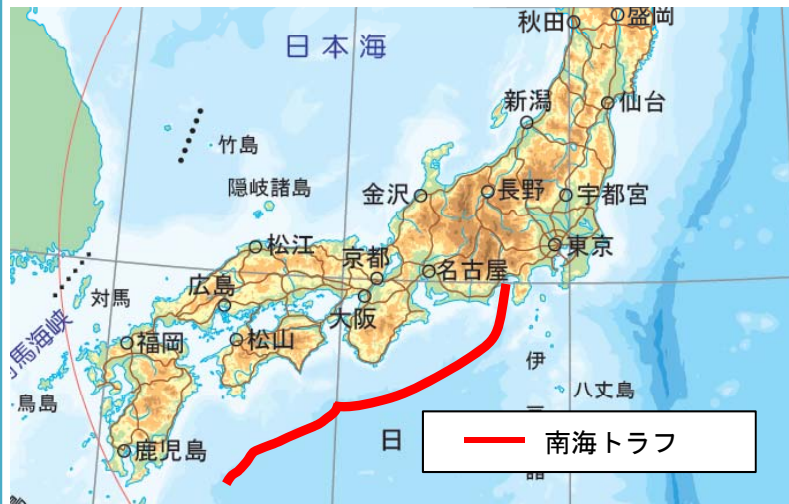 秋田
盛岡
日本海
新潟
仙台
竹島
隠岐諸島
金沢
長野
宇都宮
松江
京都
名古屋
東京
対馬
広島
大阪
馬海峡
福岡
松山
伊
八丈島
鳥島
鹿児島
日
南海トラフ